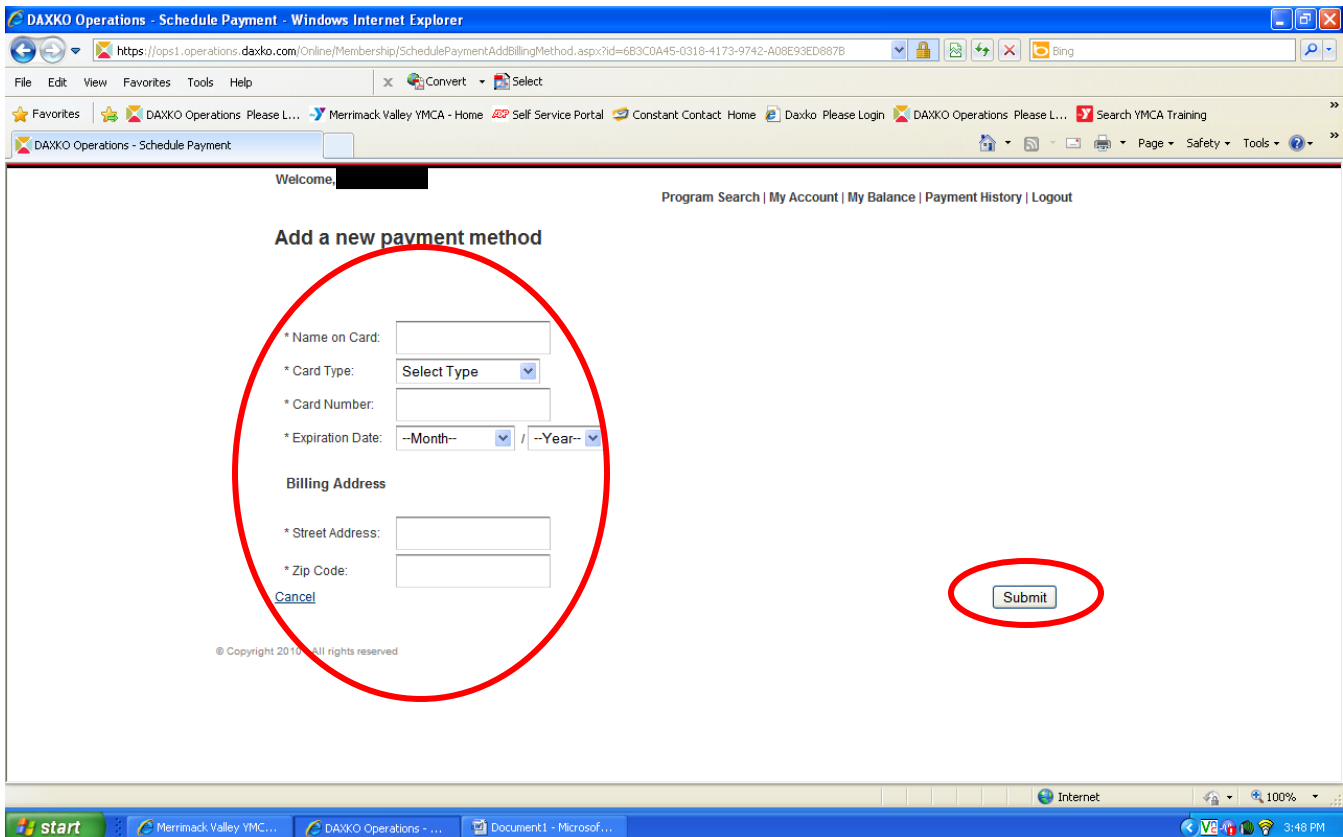 DAXKO Operations - Schedule Payment - Windows Internet Explorer
https://ops1.operations.daxko.com/Online/Membership/SchedulePaymentAddBillingMethod.aspx?id=6B3C0A45-0318-4173-9742-A08E93ED887B
Bing
File Edit View Favorites Tools Help x Convert Select
Favorites DAXKO Operations Please L... Merrimack Valley YMCA - Home ADP Self Service Portal Constant Contact Home Daxko Please Login DAXKO Operations Please L... Search YMCA Training »
DAXKO Operations - Schedule Payment Page Safety Tools »
Welcome,
Program Search | My Account | My Balance | Payment History | Logout
Add a new payment method
* Name on Card:
* Card Type: Select Type
* Card Number:
* Expiration Date: --Month-- / --Year--
Billing Address
* Street Address:
* Zip Code:
Cancel
Submit
© Copyright 2010 All rights reserved
Internet 100%
start Merrimack Valley YMC... DAXKO Operations - ... Document1 - Microsof... 3:48 PM